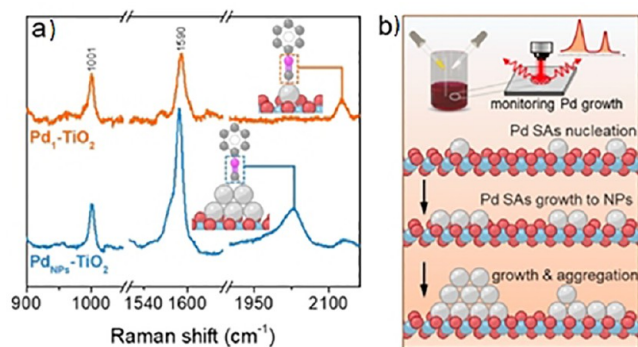 a)
1001
1590
Pd₁-TiO₂
Pd_NPs-TiO₂
900
1000
1540
1600
1950
2100
Raman shift (cm⁻¹)
b)
monitoring Pd growth
Pd SAs nucleation
Pd SAs growth to NPs
growth & aggregation